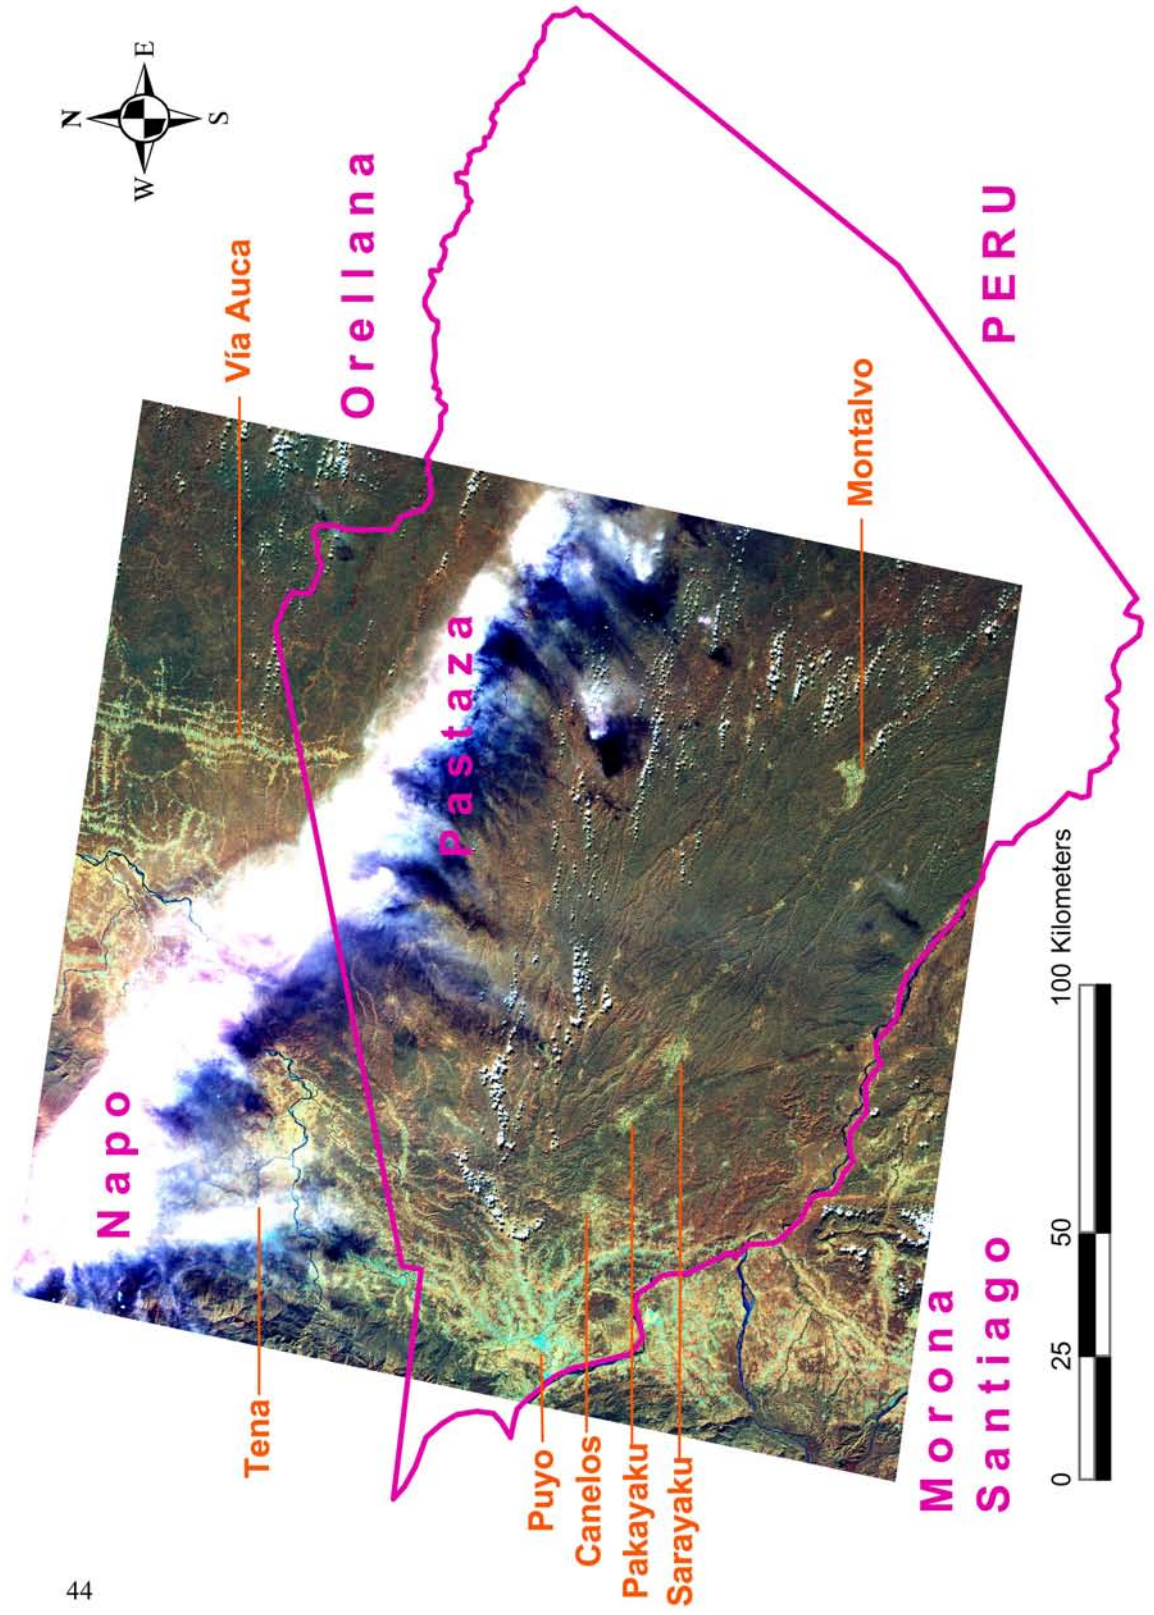 44
N
W
E
S
Vía Auca
Orellana
Napo
Tena
Pastaza
Montalvo
PERU
Puyo
Canelos
Pakayaku
Sarayaku
Morona
Santiago
0 25 50 100 Kilometers